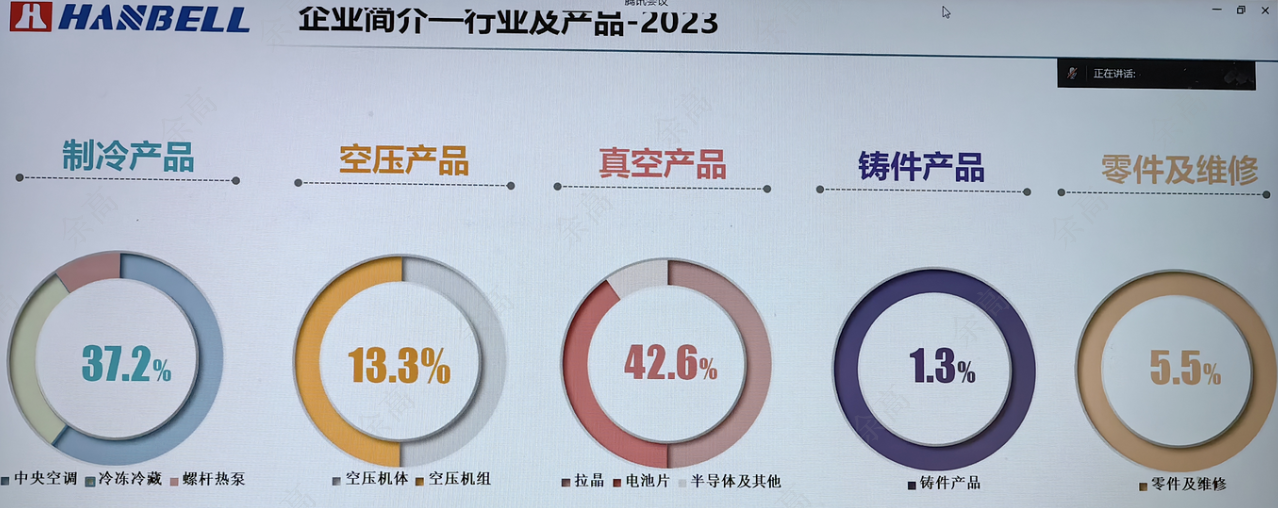 HANBELL
腾讯会议
企业简介—行业及产品-2023
正在讲话:
制冷产品
空压产品
真空产品
铸件产品
零件及维修
37.2%
13.3%
42.6%
1.3%
5.5%
中央空调 冷冻冷藏 螺杆热泵
空压机体 空压机组
拉晶 电池片 半导体及其他
铸件产品
零件及维修
余高